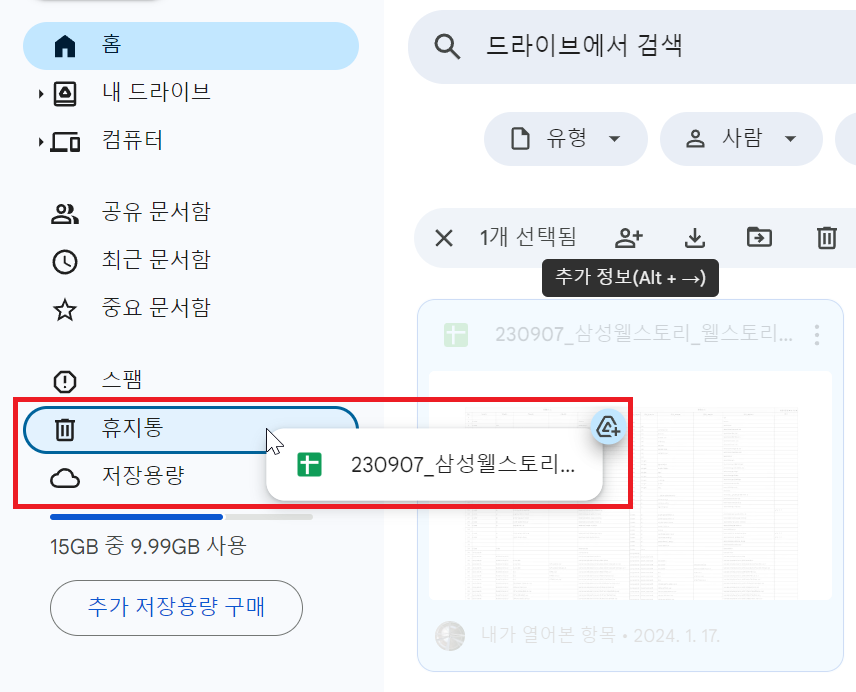 홈
내 드라이브
컴퓨터
공유 문서함
최근 문서함
중요 문서함
스팸
휴지통
저장용량
15GB 중 9.99GB 사용
추가 저장용량 구매
드라이브에서 검색
유형
사람
1개 선택됨
추가 정보(Alt + →)
230907_삼성웰스토리_웰스토리...
230907_삼성웰스토리...
내가 열어본 항목 • 2024. 1. 17.